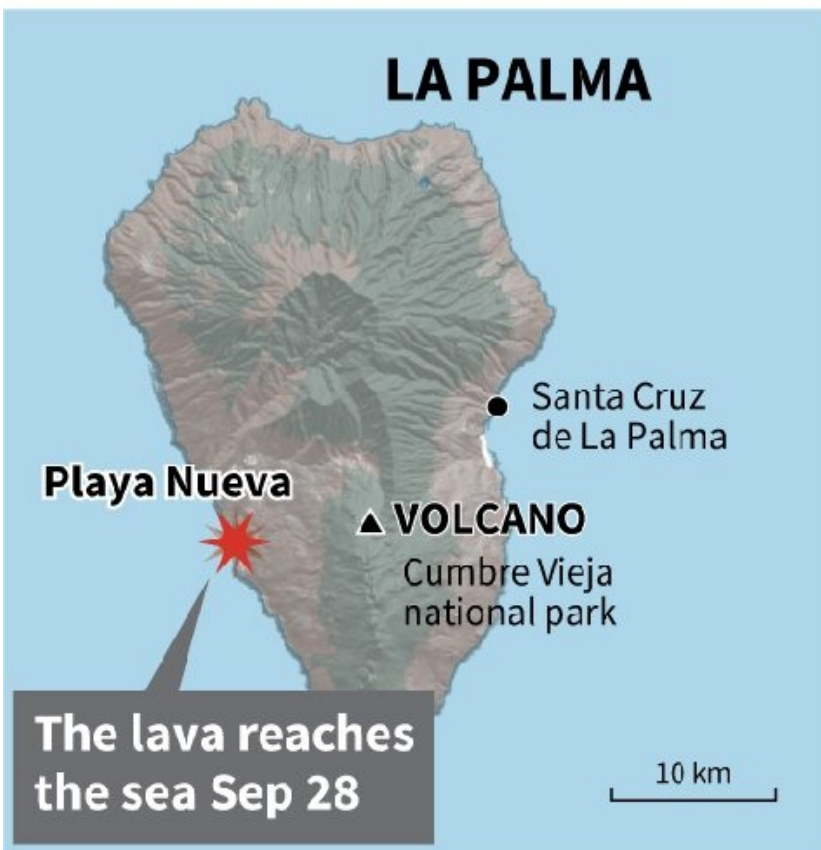 LA PALMA
Santa Cruz
de La Palma
Playa Nueva
VOLCANO
Cumbre Vieja
national park
The lava reaches
the sea Sep 28
10 km